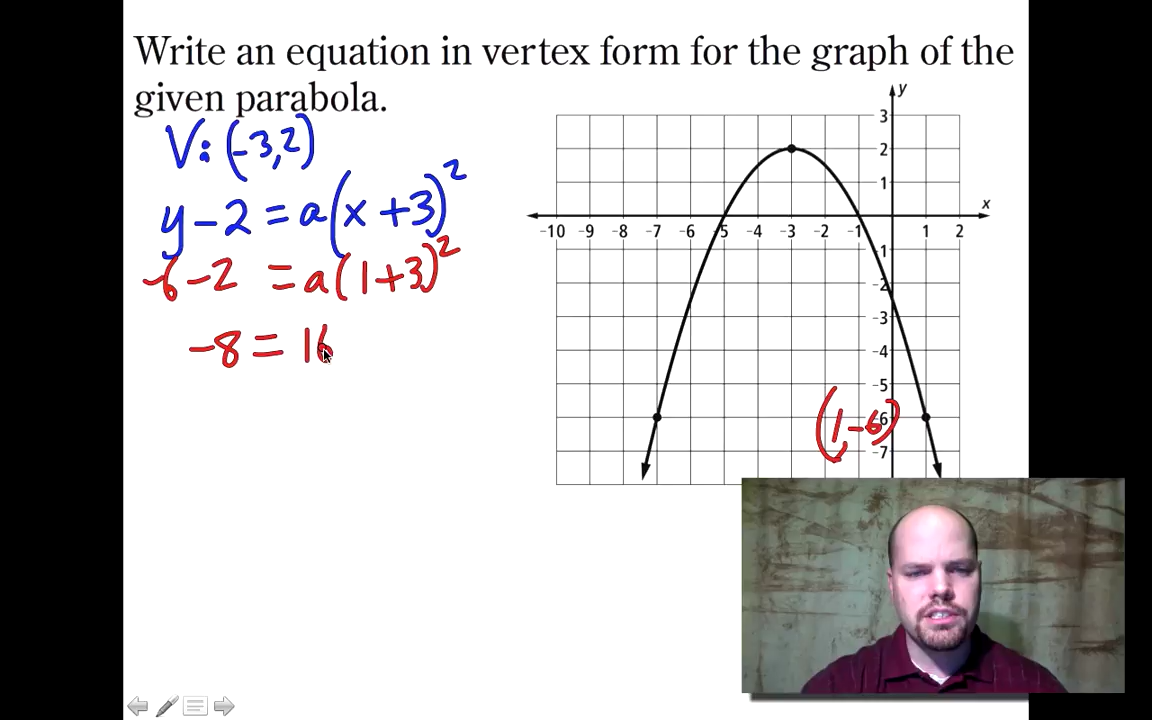 Write an equation in vertex form for the graph of the
given parabola.
V: (-3,2)
y-2 = a(x+3)²
-6-2 = a(1+3)²
-8 = 16
y
3
2
1
x
-10 -9 -8 -7 -6 -5 -4 -3 -2 -1 1 2
-1
-2
-3
-4
-5
-6
-7
(1,-6)